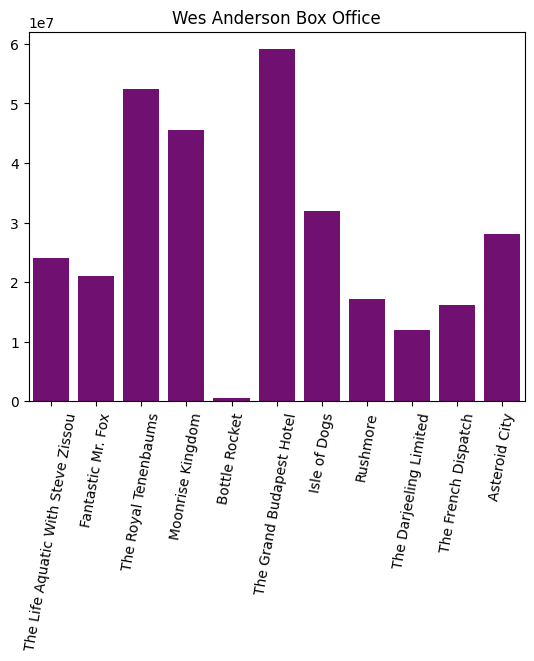 Wes Anderson Box Office
1e7
6
5
4
3
2
1
0
The Life Aquatic With Steve Zissou
Fantastic Mr. Fox
The Royal Tenenbaums
Moonrise Kingdom
Bottle Rocket
The Grand Budapest Hotel
Isle of Dogs
Rushmore
The Darjeeling Limited
The French Dispatch
Asteroid City